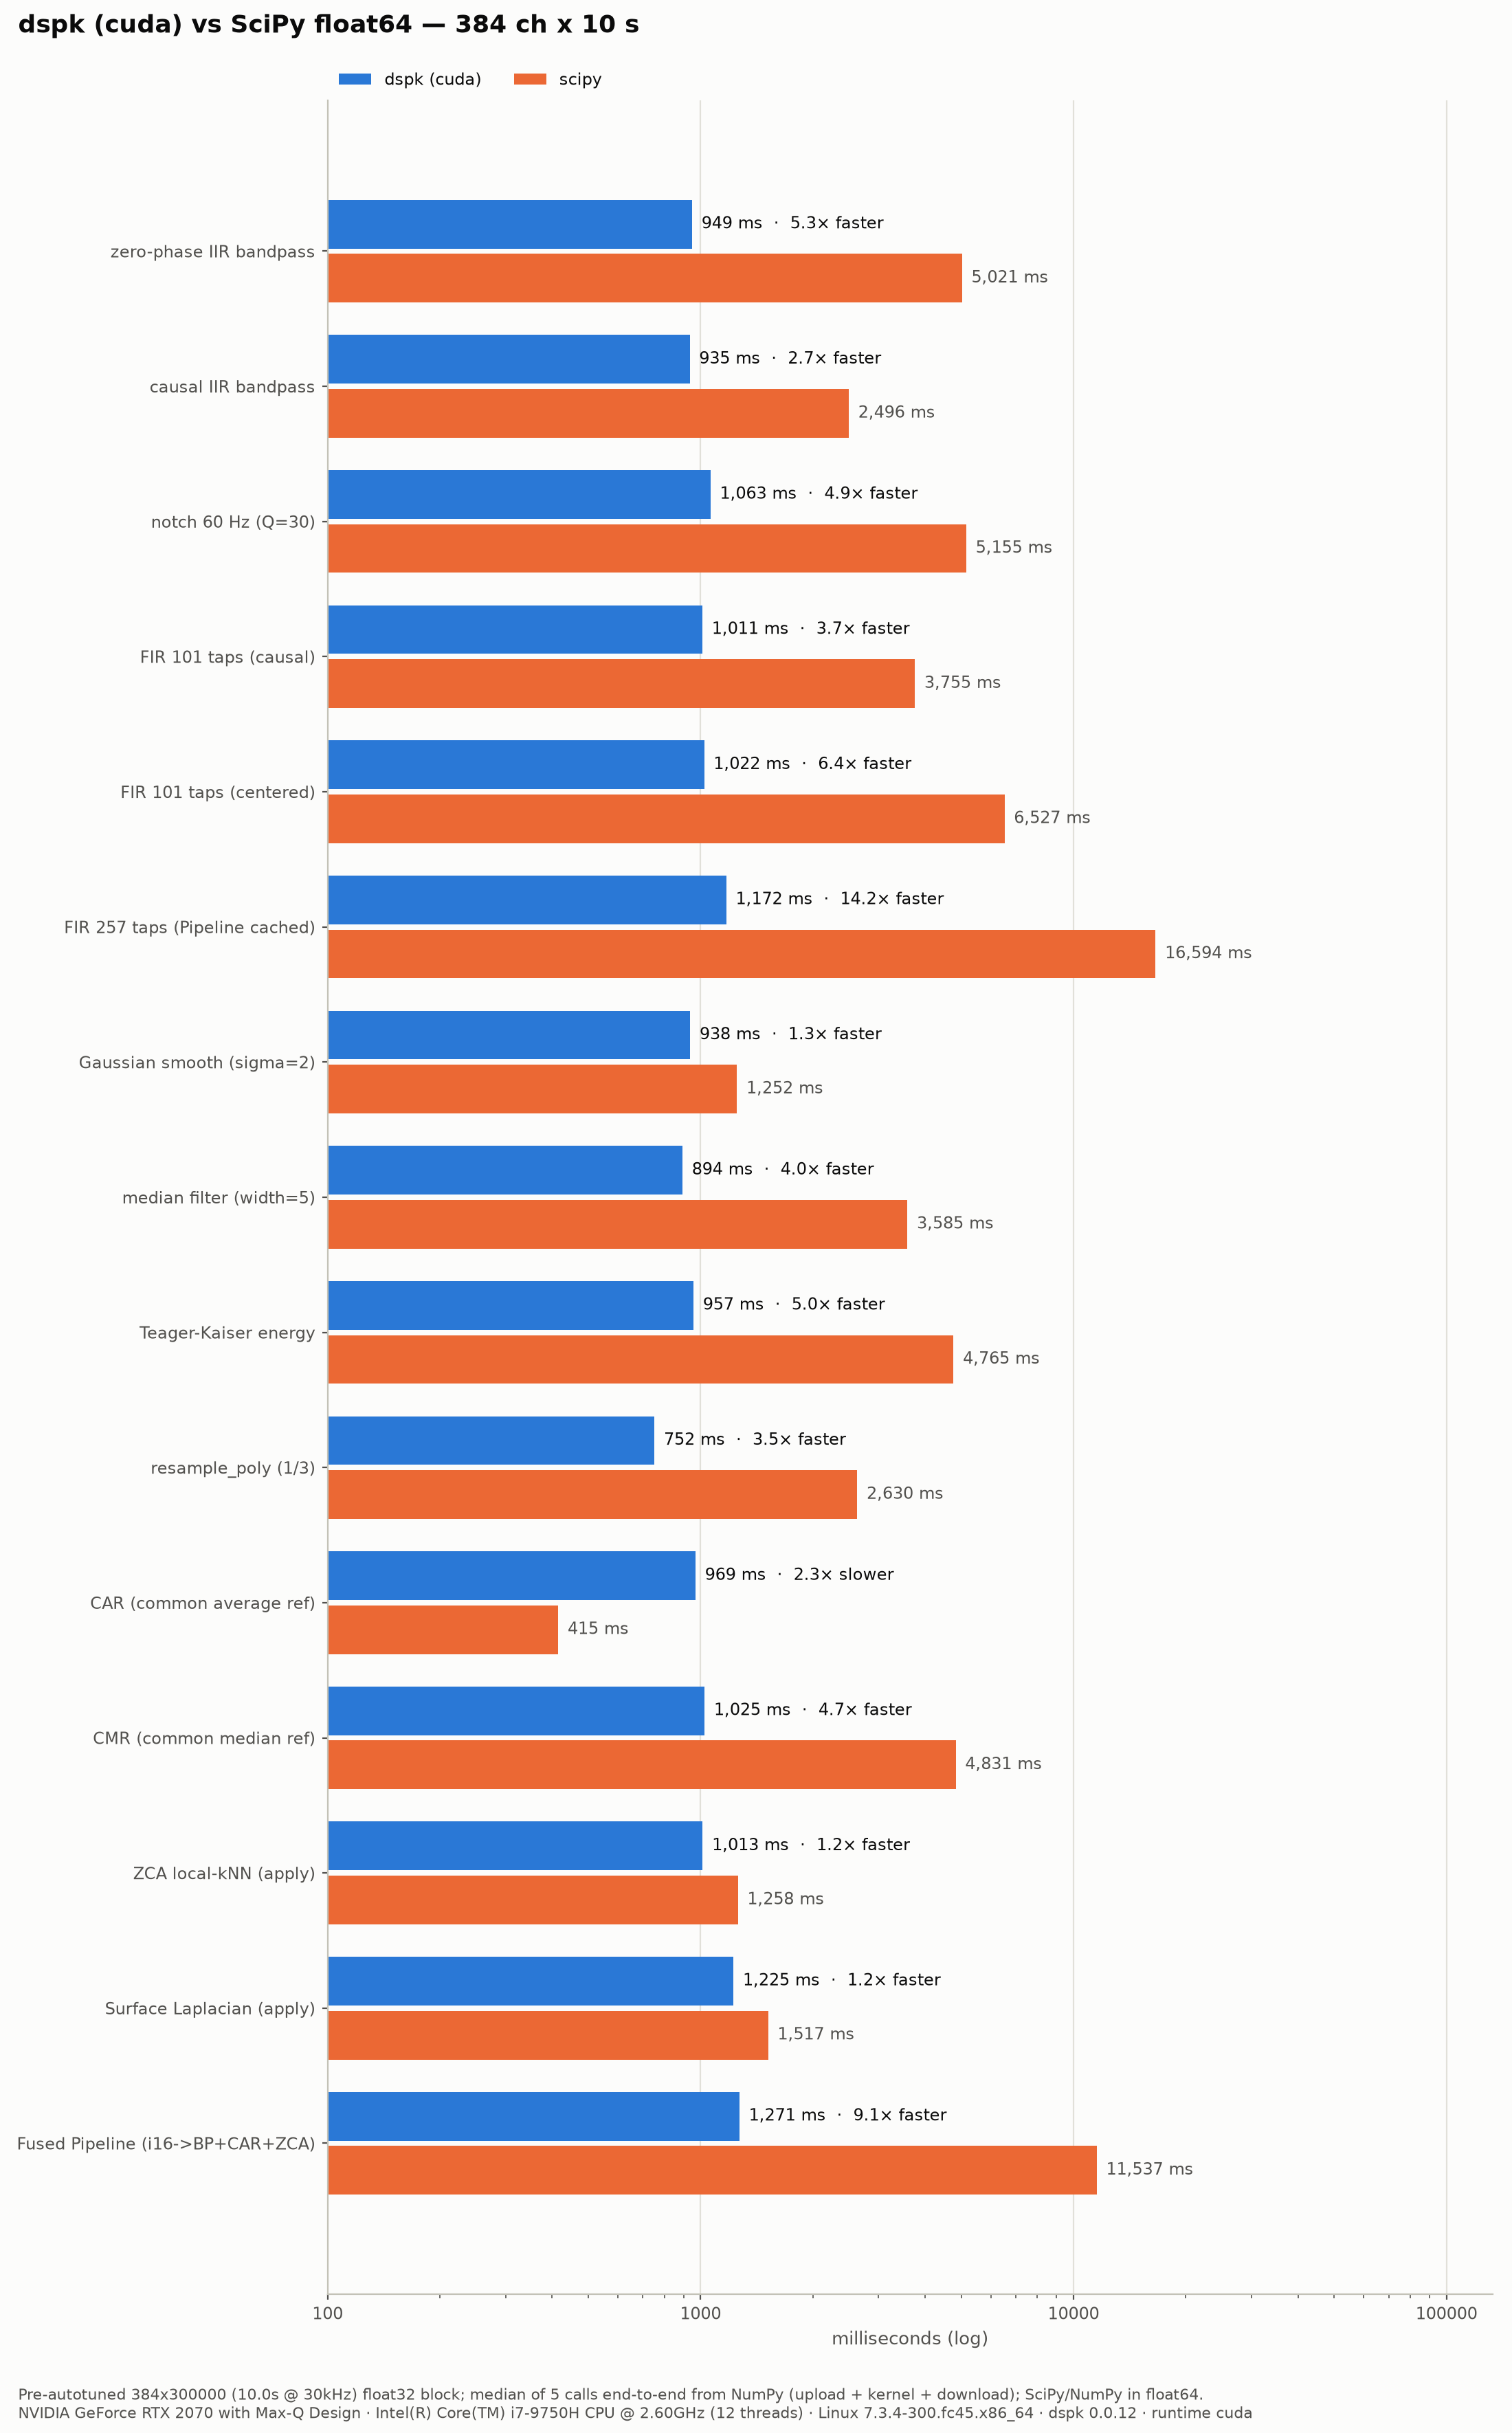 dspk (cuda) vs SciPy float64 — 384 ch x 10 s
dspk (cuda) scipy
949 ms · 5.3× faster
zero-phase IIR bandpass
5,021 ms
935 ms · 2.7× faster
causal IIR bandpass
2,496 ms
1,063 ms · 4.9× faster
notch 60 Hz (Q=30)
5,155 ms
1,011 ms · 3.7× faster
FIR 101 taps (causal)
3,755 ms
1,022 ms · 6.4× faster
FIR 101 taps (centered)
6,527 ms
1,172 ms · 14.2× faster
FIR 257 taps (Pipeline cached)
16,594 ms
938 ms · 1.3× faster
Gaussian smooth (sigma=2)
1,252 ms
894 ms · 4.0× faster
median filter (width=5)
3,585 ms
957 ms · 5.0× faster
Teager-Kaiser energy
4,765 ms
752 ms · 3.5× faster
resample_poly (1/3)
2,630 ms
969 ms · 2.3× slower
CAR (common average ref)
415 ms
1,025 ms · 4.7× faster
CMR (common median ref)
4,831 ms
1,013 ms · 1.2× faster
ZCA local-kNN (apply)
1,258 ms
1,225 ms · 1.2× faster
Surface Laplacian (apply)
1,517 ms
1,271 ms · 9.1× faster
Fused Pipeline (i16->BP+CAR+ZCA)
11,537 ms
100 1000 10000 100000
milliseconds (log)
Pre-autotuned 384x300000 (10.0s @ 30kHz) float32 block; median of 5 calls end-to-end from NumPy (upload + kernel + download); SciPy/NumPy in float64.
NVIDIA GeForce RTX 2070 with Max-Q Design · Intel(R) Core(TM) i7-9750H CPU @ 2.60GHz (12 threads) · Linux 7.3.4-300.fc45.x86_64 · dspk 0.0.12 · runtime cuda